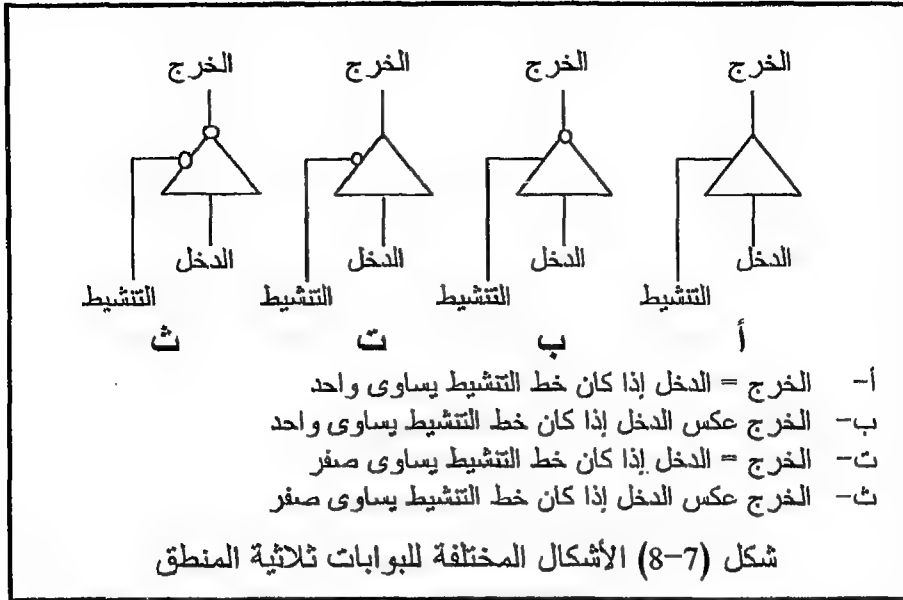 الخرج الخرج الخرج الخرج
الدخل الدخل الدخل الدخل
التنشيط التنشيط التنشيط التنشيط
أ ب ت ث
أ- الخرج = الدخل إذا كان خط التنشيط يساوى واحد
ب- الخرج عكس الدخل إذا كان خط التنشيط يساوى واحد
ت- الخرج = الدخل إذا كان خط التنشيط يساوى صفر
ث- الخرج عكس الدخل إذا كان خط التنشيط يساوى صفر
شكل (7-8) الأشكال المختلفة للبوابات ثلاثية المنطق